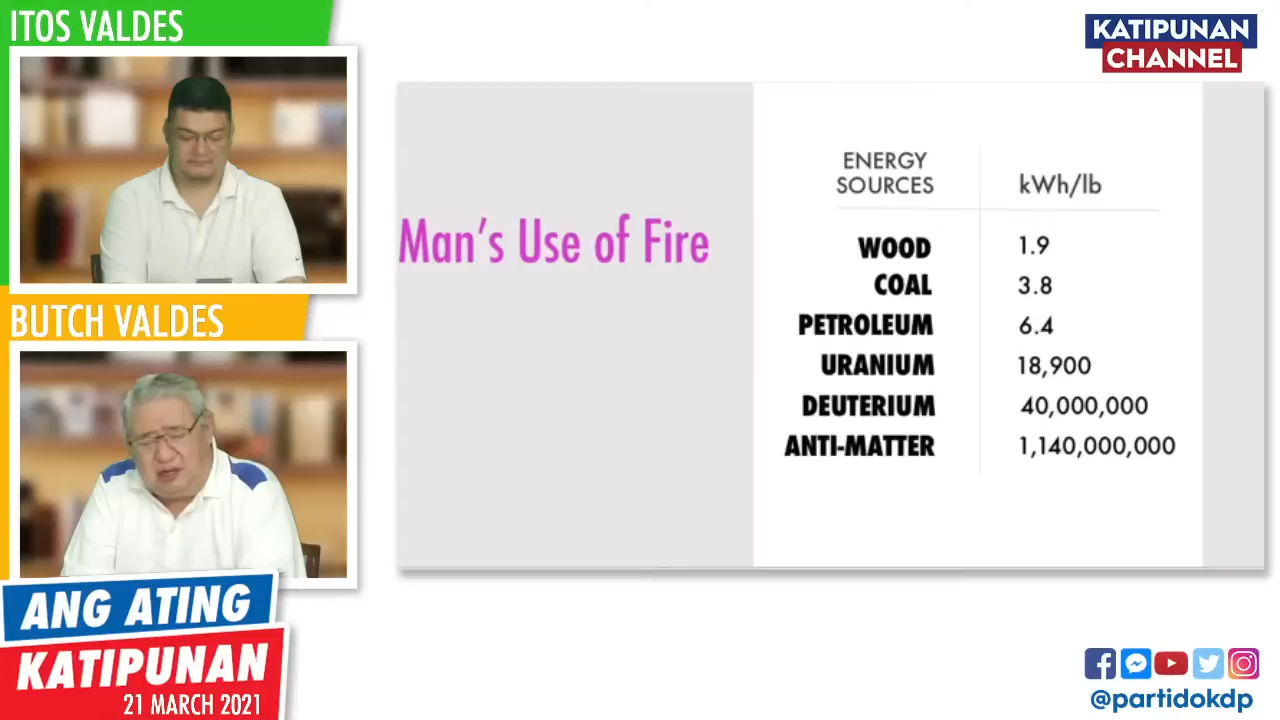 ITOS VALDES
KATIPUNAN
CHANNEL
BUTCH VALDES
ANG ATING
KATIPUNAN
21 MARCH 2021
Man's Use of Fire
ENERGY
SOURCES
kWh/lb
WOOD 1.9
COAL 3.8
PETROLEUM 6.4
URANIUM 18,900
DEUTERIUM 40,000,000
ANTI-MATTER 1,140,000,000
@partidokdp